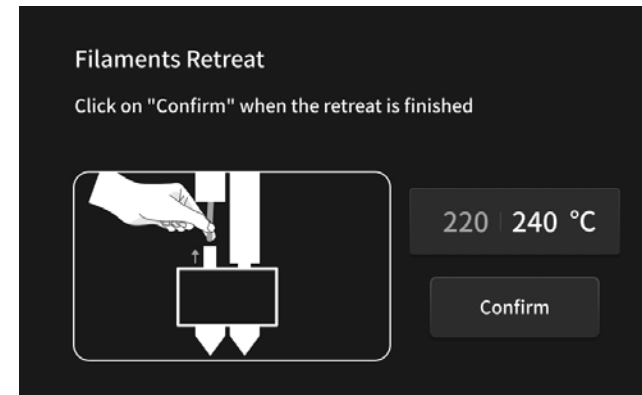 Filaments Retreat
Click on "Confirm" when the retreat is finished
220 | 240 °C
Confirm